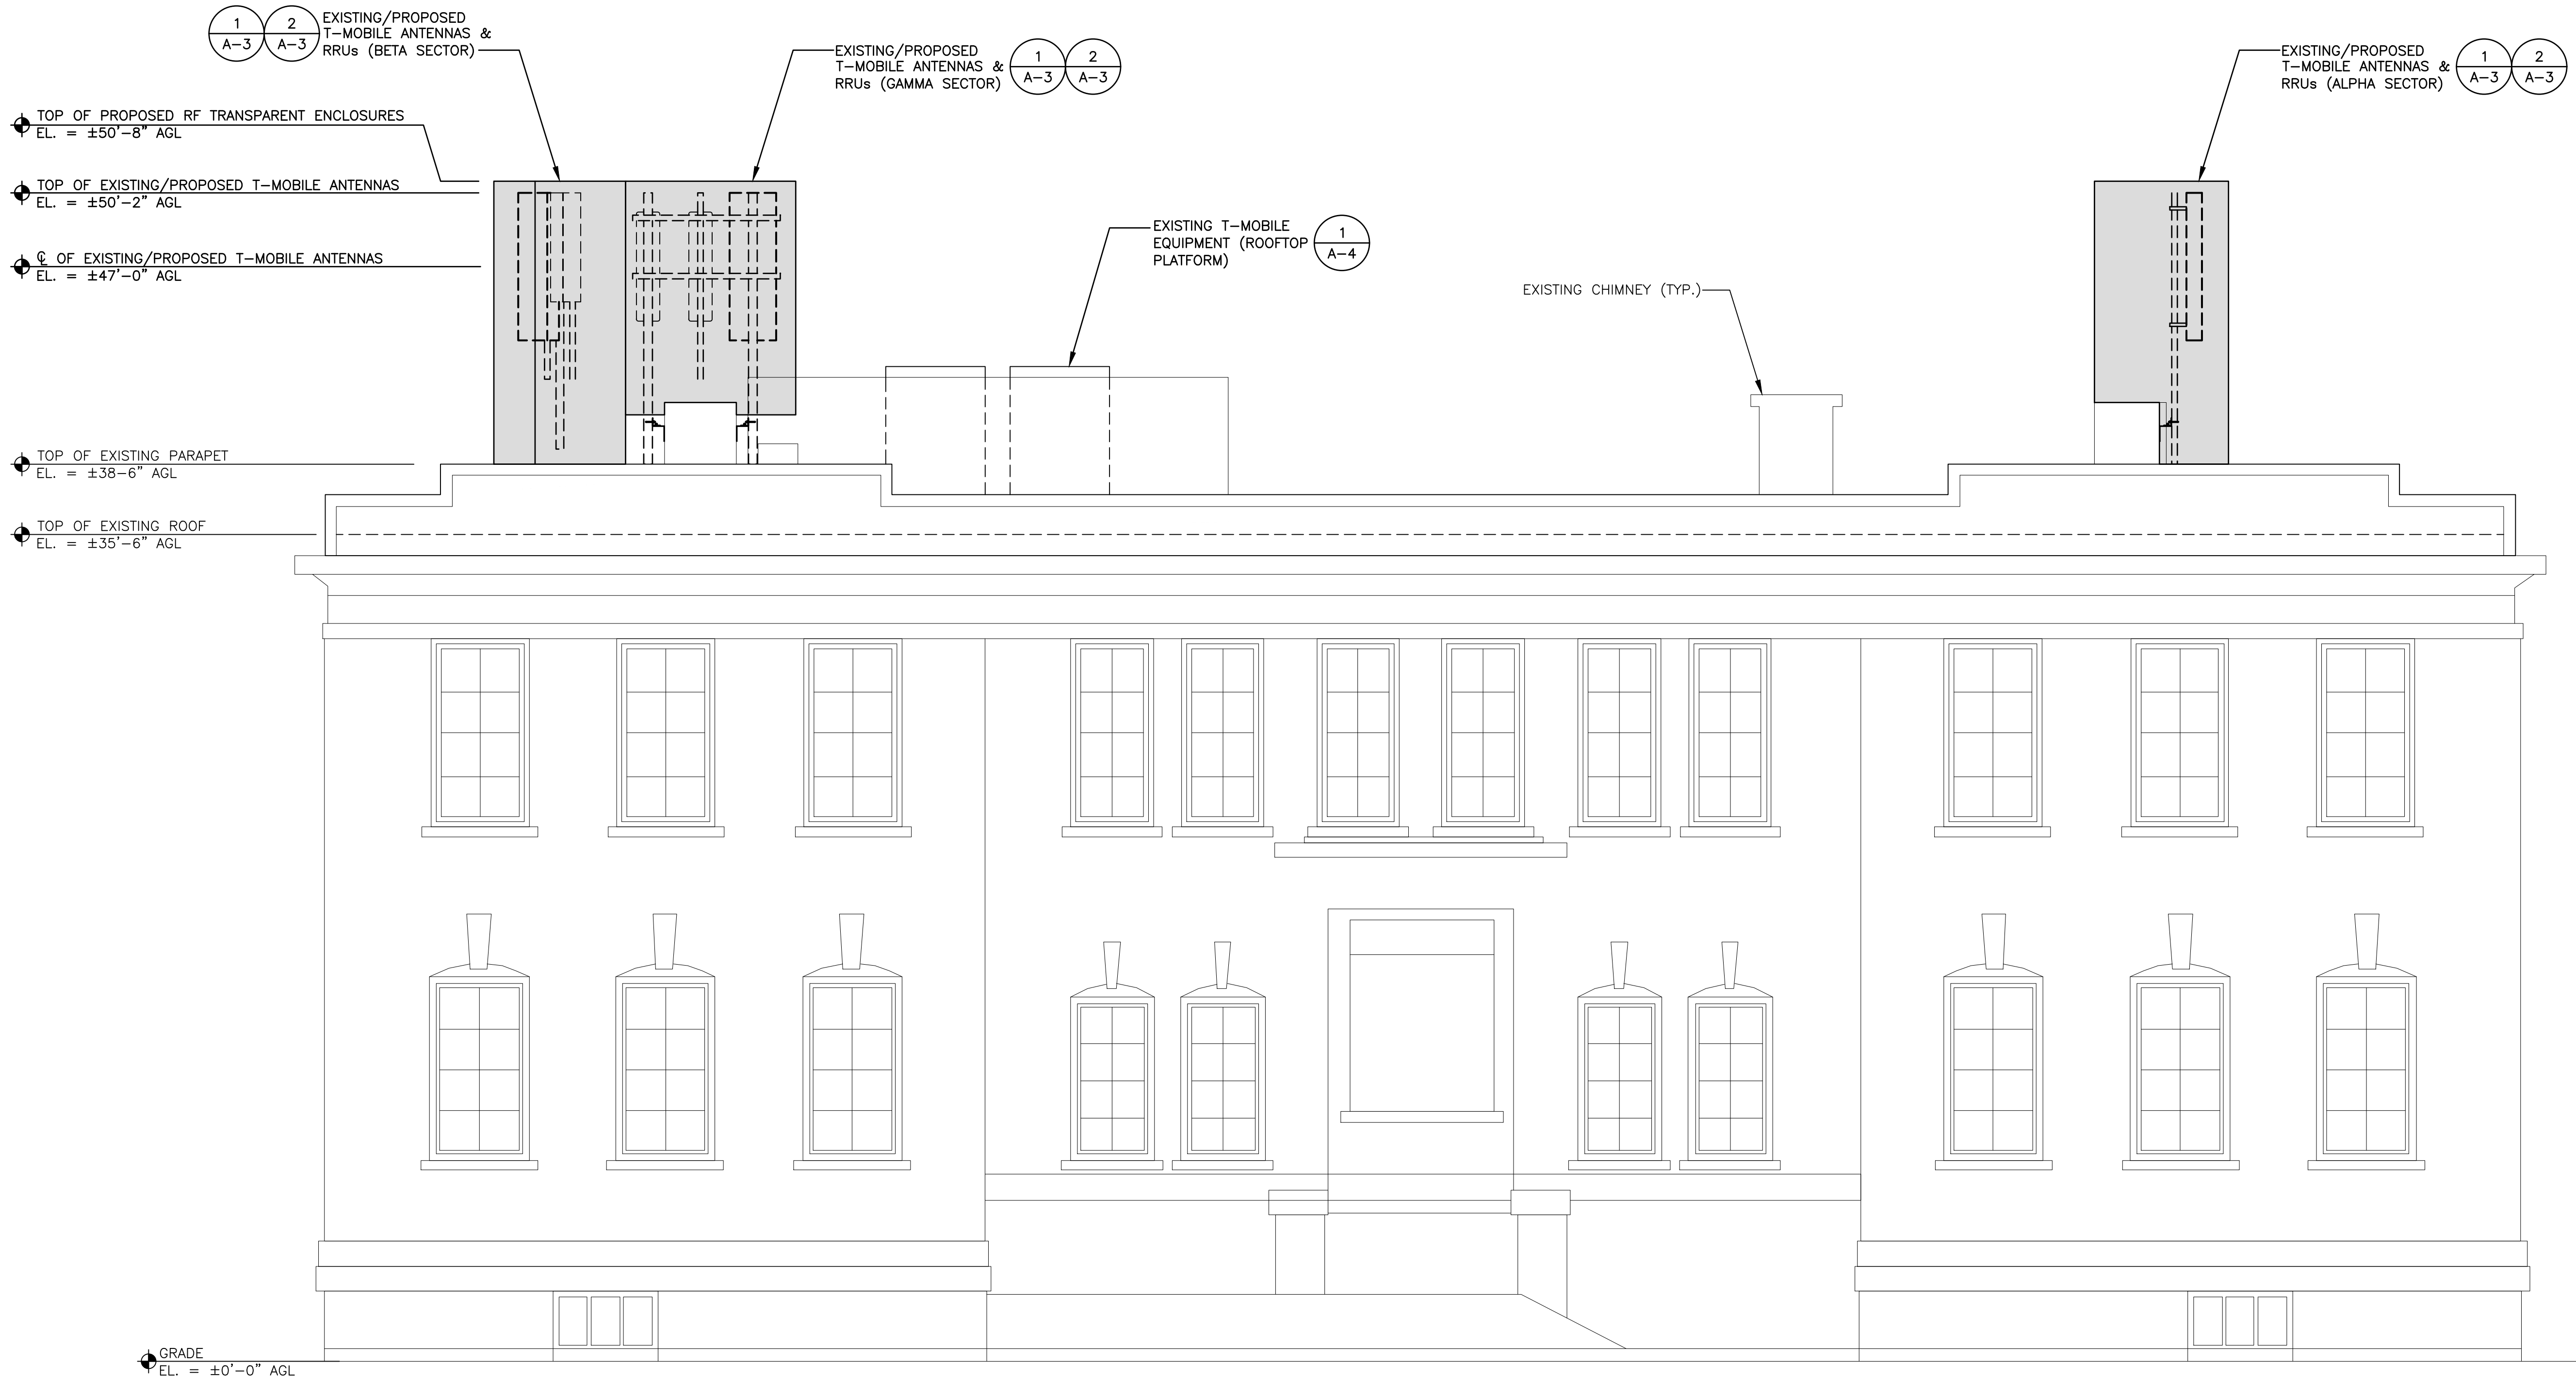 1
A-3
2
A-3
EXISTING/PROPOSED
T-MOBILE ANTENNAS &
RRUs (BETA SECTOR)
EXISTING/PROPOSED
T-MOBILE ANTENNAS &
RRUs (GAMMA SECTOR)
1
A-3
2
A-3
EXISTING/PROPOSED
T-MOBILE ANTENNAS &
RRUs (ALPHA SECTOR)
1
A-3
2
A-3
TOP OF PROPOSED RF TRANSPARENT ENCLOSURES
EL. = ±50'-8" AGL
TOP OF EXISTING/PROPOSED T-MOBILE ANTENNAS
EL. = ±50'-2" AGL
℄ OF EXISTING/PROPOSED T-MOBILE ANTENNAS
EL. = ±47'-0" AGL
EXISTING T-MOBILE
EQUIPMENT (ROOFTOP
PLATFORM)
1
A-4
EXISTING CHIMNEY (TYP.)
TOP OF EXISTING PARAPET
EL. = ±38-6" AGL
TOP OF EXISTING ROOF
EL. = ±35'-6" AGL
GRADE
EL. = ±0'-0" AGL